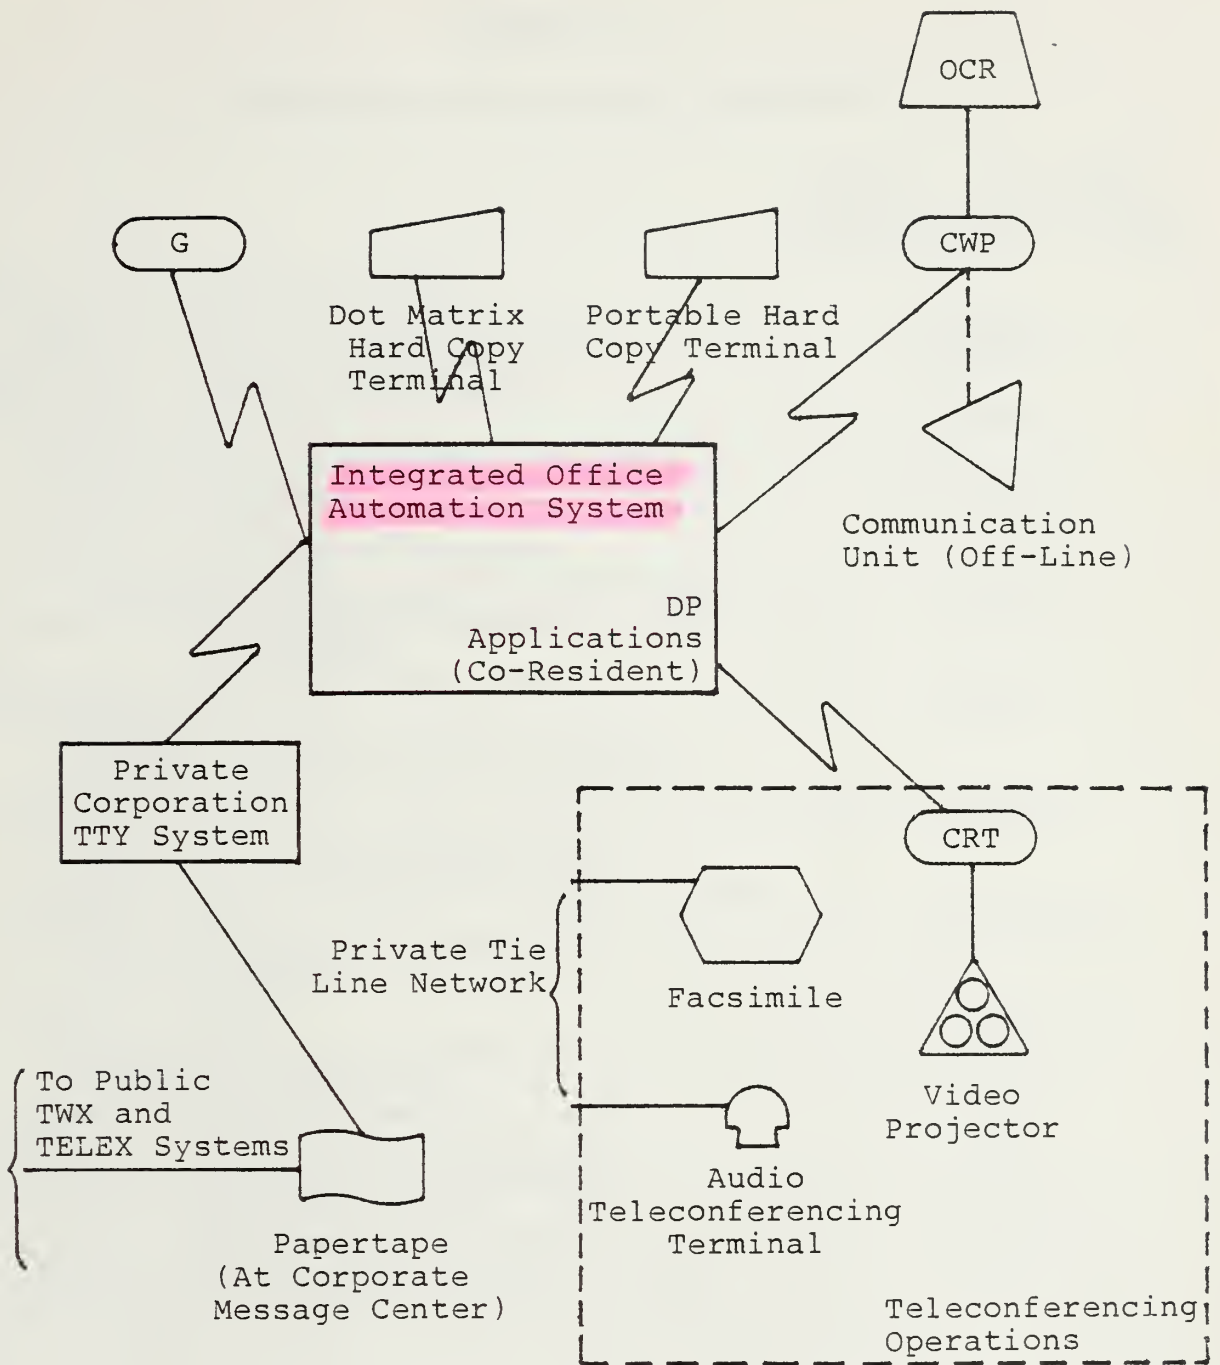 OCR
G
CWP
Dot Matrix
Hard Copy
Terminal
Portable Hard
Copy Terminal
Integrated Office
Automation System
Communication
Unit (Off-Line)
DP
Applications
(Co-Resident)
Private
Corporation
TTY System
CRT
Private Tie
Line Network
Facsimile
To Public
TWX and
TELEX Systems
Video
Projector
Audio
Teleconferencing
Terminal
Papertape
(At Corporate
Message Center)
Teleconferencing
Operations